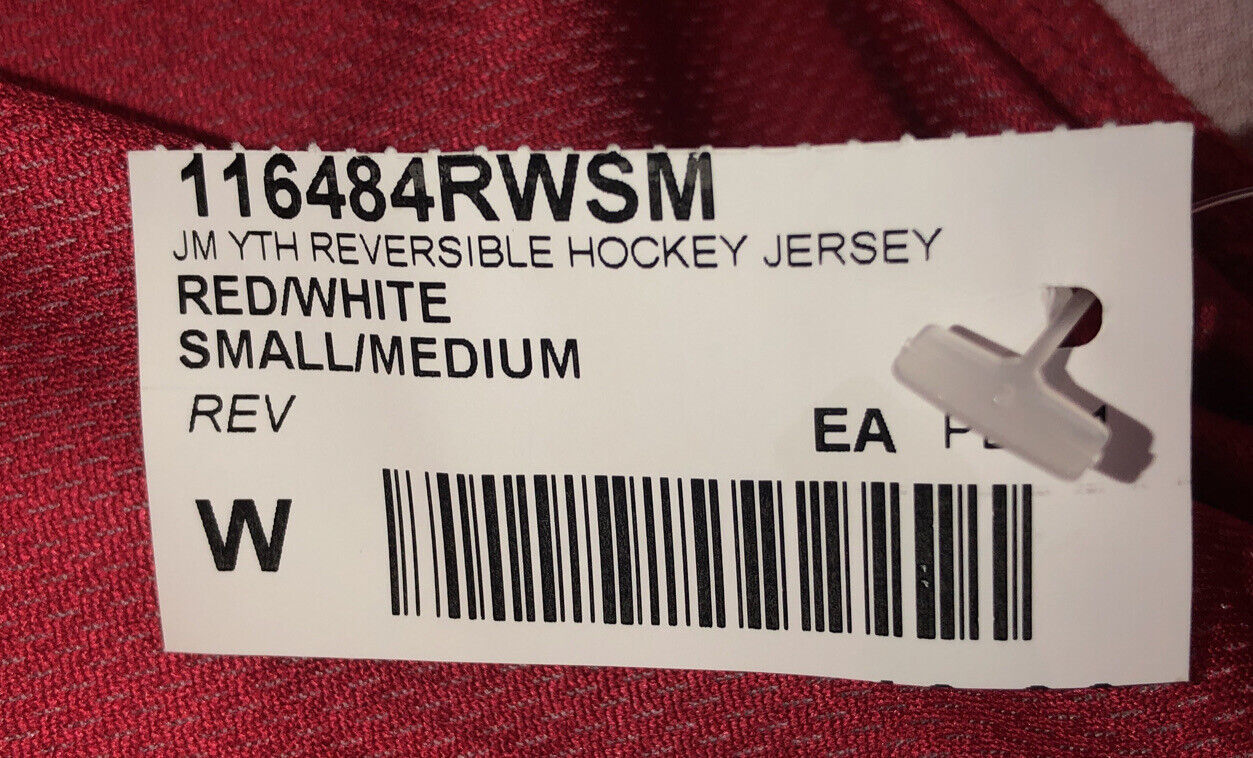 116484RWSM
JM YTH REVERSIBLE HOCKEY JERSEY
RED/WHITE
SMALL/MEDIUM
REV
EA
W